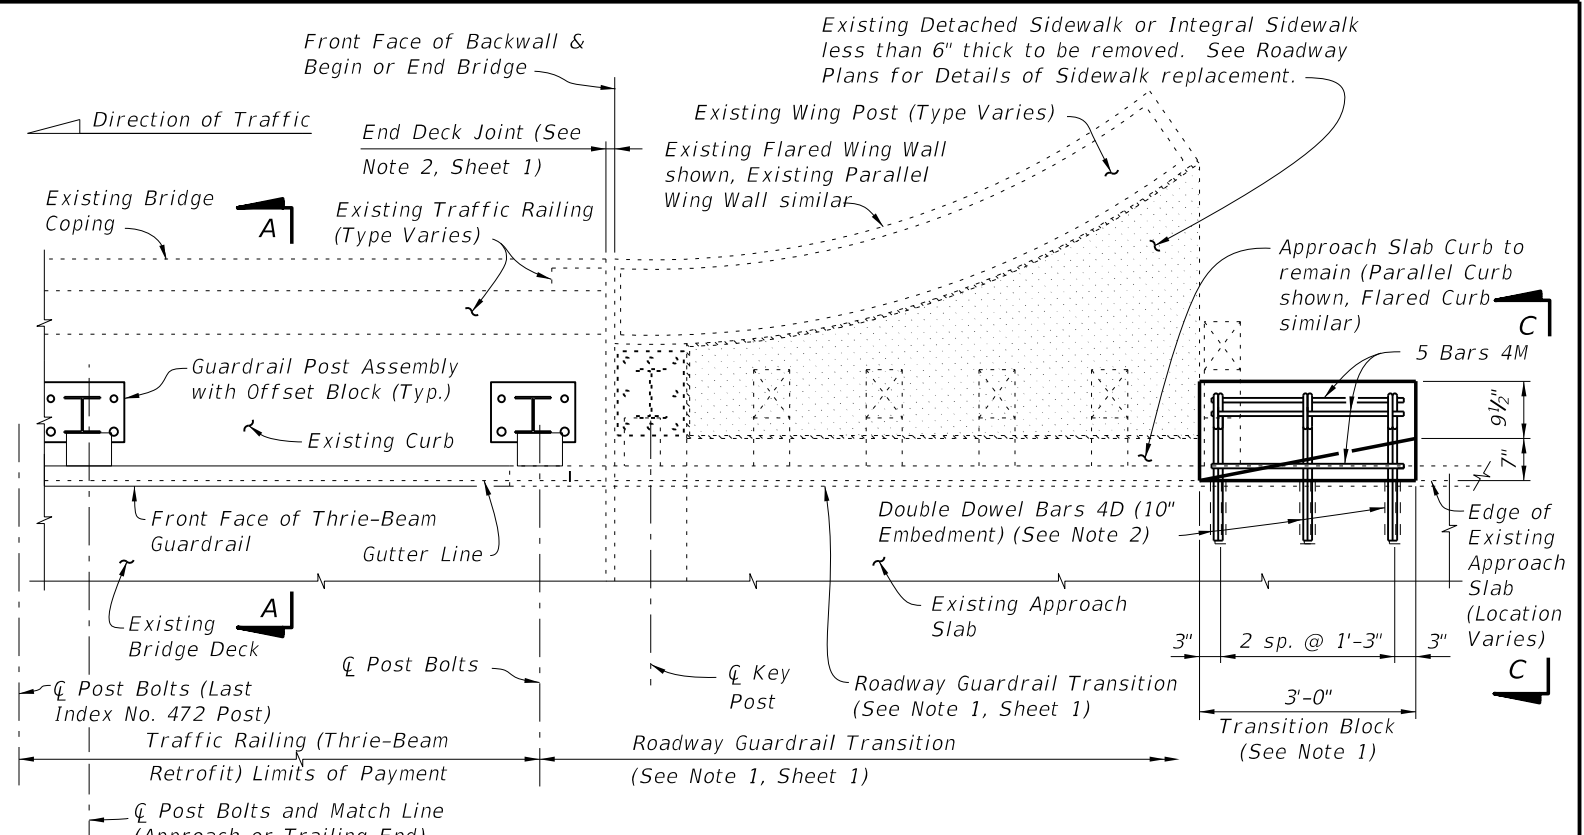 Existing Detached Sidewalk or Integral Sidewalk
less than 6" thick to be removed. See Roadway
Plans for Details of Sidewalk replacement.
Front Face of Backwall &
Begin or End Bridge
Direction of Traffic
End Deck Joint (See
Note 2, Sheet 1)
Existing Wing Post (Type Varies)
Existing Flared Wing Wall
shown, Existing Parallel
Wing Wall similar
Existing Bridge
Coping
A
Existing Traffic Railing
(Type Varies)
Approach Slab Curb to
remain (Parallel Curb
shown, Flared Curb
similar)
C
5 Bars 4M
Guardrail Post Assembly
with Offset Block (Typ.)
Existing Curb
9½"
7"
Front Face of Thrie-Beam
Guardrail
Gutter Line
Double Dowel Bars 4D (10"
Embedment) (See Note 2)
Edge of
Existing
Approach
Slab
(Location
Varies)
Existing
Bridge Deck
A
Existing Approach
Slab
3"
2 sp. @ 1'-3"
3"
℄ Post Bolts
℄ Key
Post
Roadway Guardrail Transition
(See Note 1, Sheet 1)
C
℄ Post Bolts (Last
Index No. 472 Post)
3'-0"
Transition Block
(See Note 1)
Traffic Railing (Thrie-Beam
Retrofit) Limits of Payment
Roadway Guardrail Transition
(See Note 1, Sheet 1)
℄ Post Bolts and Match Line
(Approach or Trailing End)